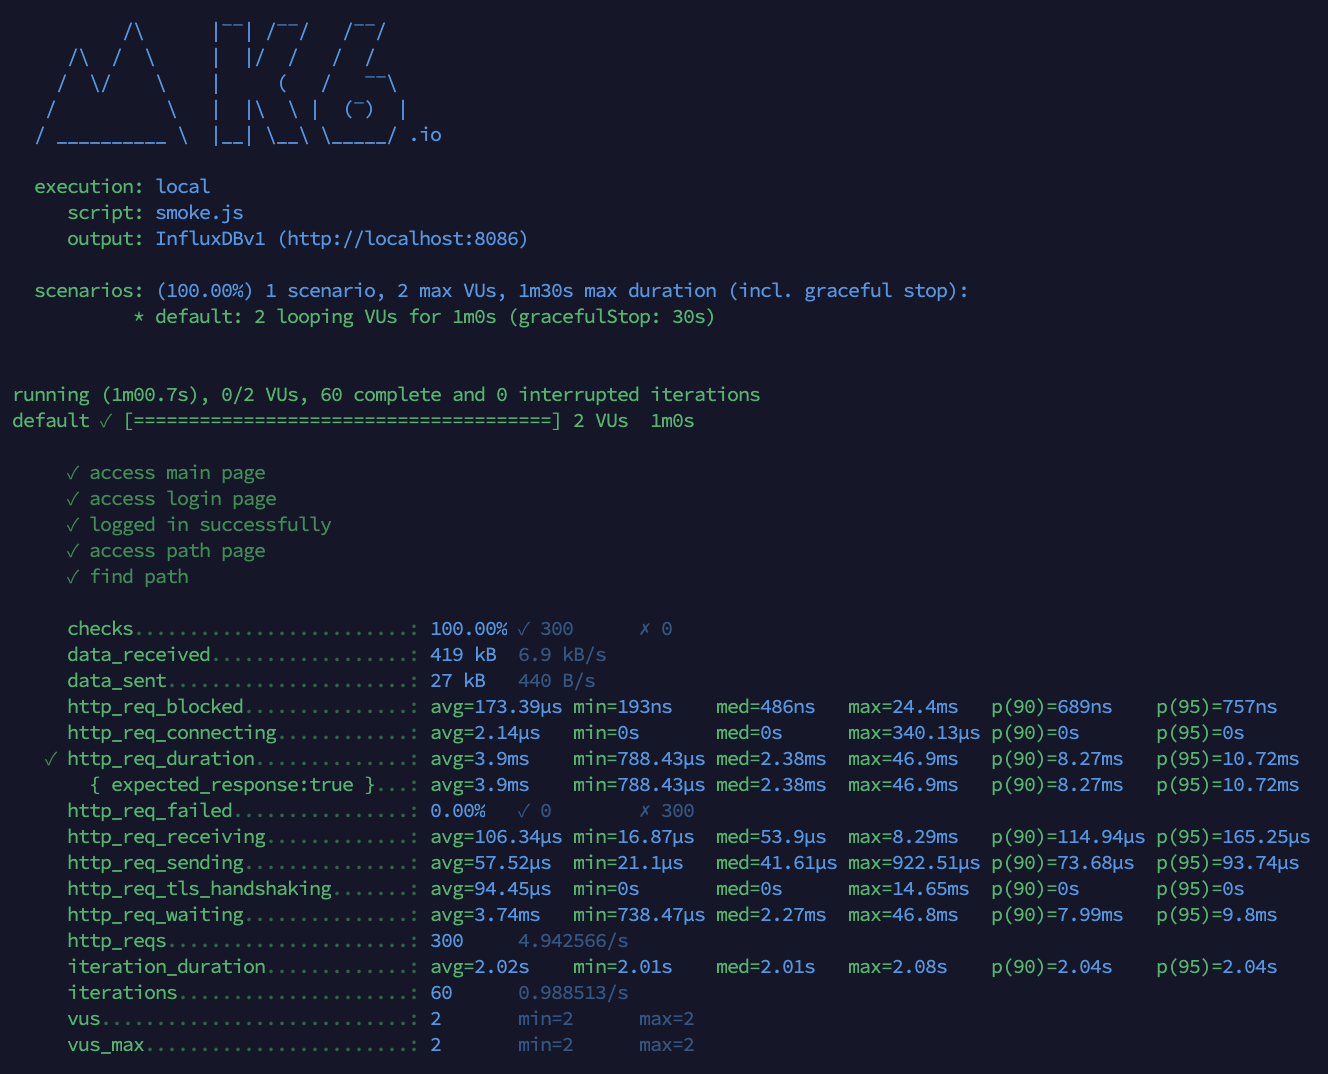 /\      |‾‾| /‾‾/   /‾‾/
     /\  /  \     |  |/  /   /  /
    /  \/    \    |     (   /   ‾‾\
   /          \   |  |\  \ |  (‾)  |
  / __________ \  |__| \__\ \_____/ .io

  execution: local
     script: smoke.js
     output: InfluxDBv1 (http://localhost:8086)

  scenarios: (100.00%) 1 scenario, 2 max VUs, 1m30s max duration (incl. graceful stop):
           * default: 2 looping VUs for 1m0s (gracefulStop: 30s)


running (1m00.7s), 0/2 VUs, 60 complete and 0 interrupted iterations
default ✓ [======================================] 2 VUs  1m0s

     ✓ access main page
     ✓ access login page
     ✓ logged in successfully
     ✓ access path page
     ✓ find path

     checks.........................: 100.00% ✓ 300      ✗ 0
     data_received..................: 419 kB  6.9 kB/s
     data_sent......................: 27 kB   440 B/s
     http_req_blocked...............: avg=173.39µs min=193ns    med=486ns   max=24.4ms   p(90)=689ns    p(95)=757ns
     http_req_connecting............: avg=2.14µs   min=0s       med=0s      max=340.13µs p(90)=0s       p(95)=0s
   ✓ http_req_duration..............: avg=3.9ms    min=788.43µs med=2.38ms  max=46.9ms   p(90)=8.27ms   p(95)=10.72ms
       { expected_response:true }...: avg=3.9ms    min=788.43µs med=2.38ms  max=46.9ms   p(90)=8.27ms   p(95)=10.72ms
     http_req_failed................: 0.00%   ✓ 0        ✗ 300
     http_req_receiving.............: avg=106.34µs min=16.87µs  med=53.9µs  max=8.29ms   p(90)=114.94µs p(95)=165.25µs
     http_req_sending...............: avg=57.52µs  min=21.1µs   med=41.61µs max=922.51µs p(90)=73.68µs  p(95)=93.74µs
     http_req_tls_handshaking.......: avg=94.45µs  min=0s       med=0s      max=14.65ms  p(90)=0s       p(95)=0s
     http_req_waiting...............: avg=3.74ms   min=738.47µs med=2.27ms  max=46.8ms   p(90)=7.99ms   p(95)=9.8ms
     http_reqs......................: 300     4.942566/s
     iteration_duration.............: avg=2.02s    min=2.01s    med=2.01s   max=2.08s    p(90)=2.04s    p(95)=2.04s
     iterations.....................: 60      0.988513/s
     vus............................: 2       min=2      max=2
     vus_max........................: 2       min=2      max=2